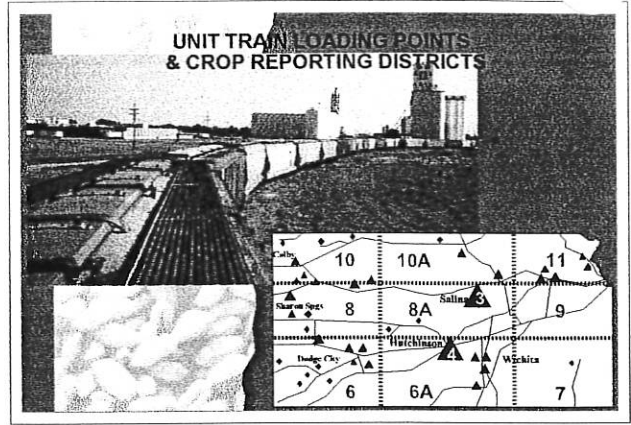 UNIT TRAIN LOADING POINTS
& CROP REPORTING DISTRICTS
10 10A 11
Colby
Salina 3
Sharon Spgs 8 8A 9
Hutchinson
4
Dodge City Wichita
6 6A 7